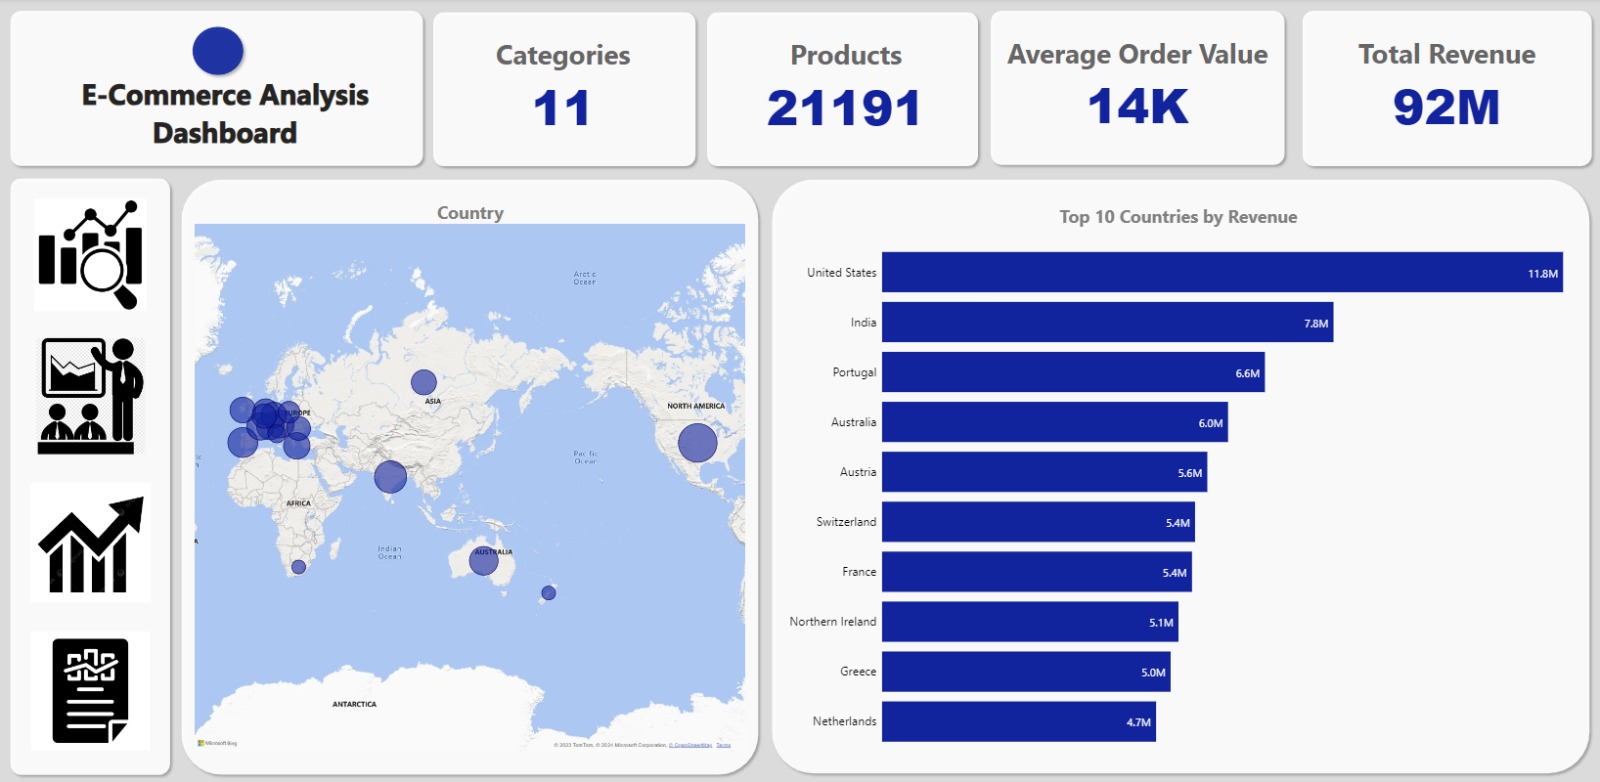 E-Commerce Analysis
Dashboard
Categories
11
Products
21191
Average Order Value
14K
Total Revenue
92M
Country
Arctic
Ocean
EUROPE
ASIA
NORTH AMERICA
Pacific
Ocean
AFRICA
Indian
Ocean
AUSTRALIA
ANTARCTICA
Microsoft Bing
© 2023 TomTom, © 2024 Microsoft Corporation, © OpenStreetMap Terms
Top 10 Countries by Revenue
United States 11.8M
India 7.8M
Portugal 6.6M
Australia 6.0M
Austria 5.6M
Switzerland 5.4M
France 5.4M
Northern Ireland 5.1M
Greece 5.0M
Netherlands 4.7M